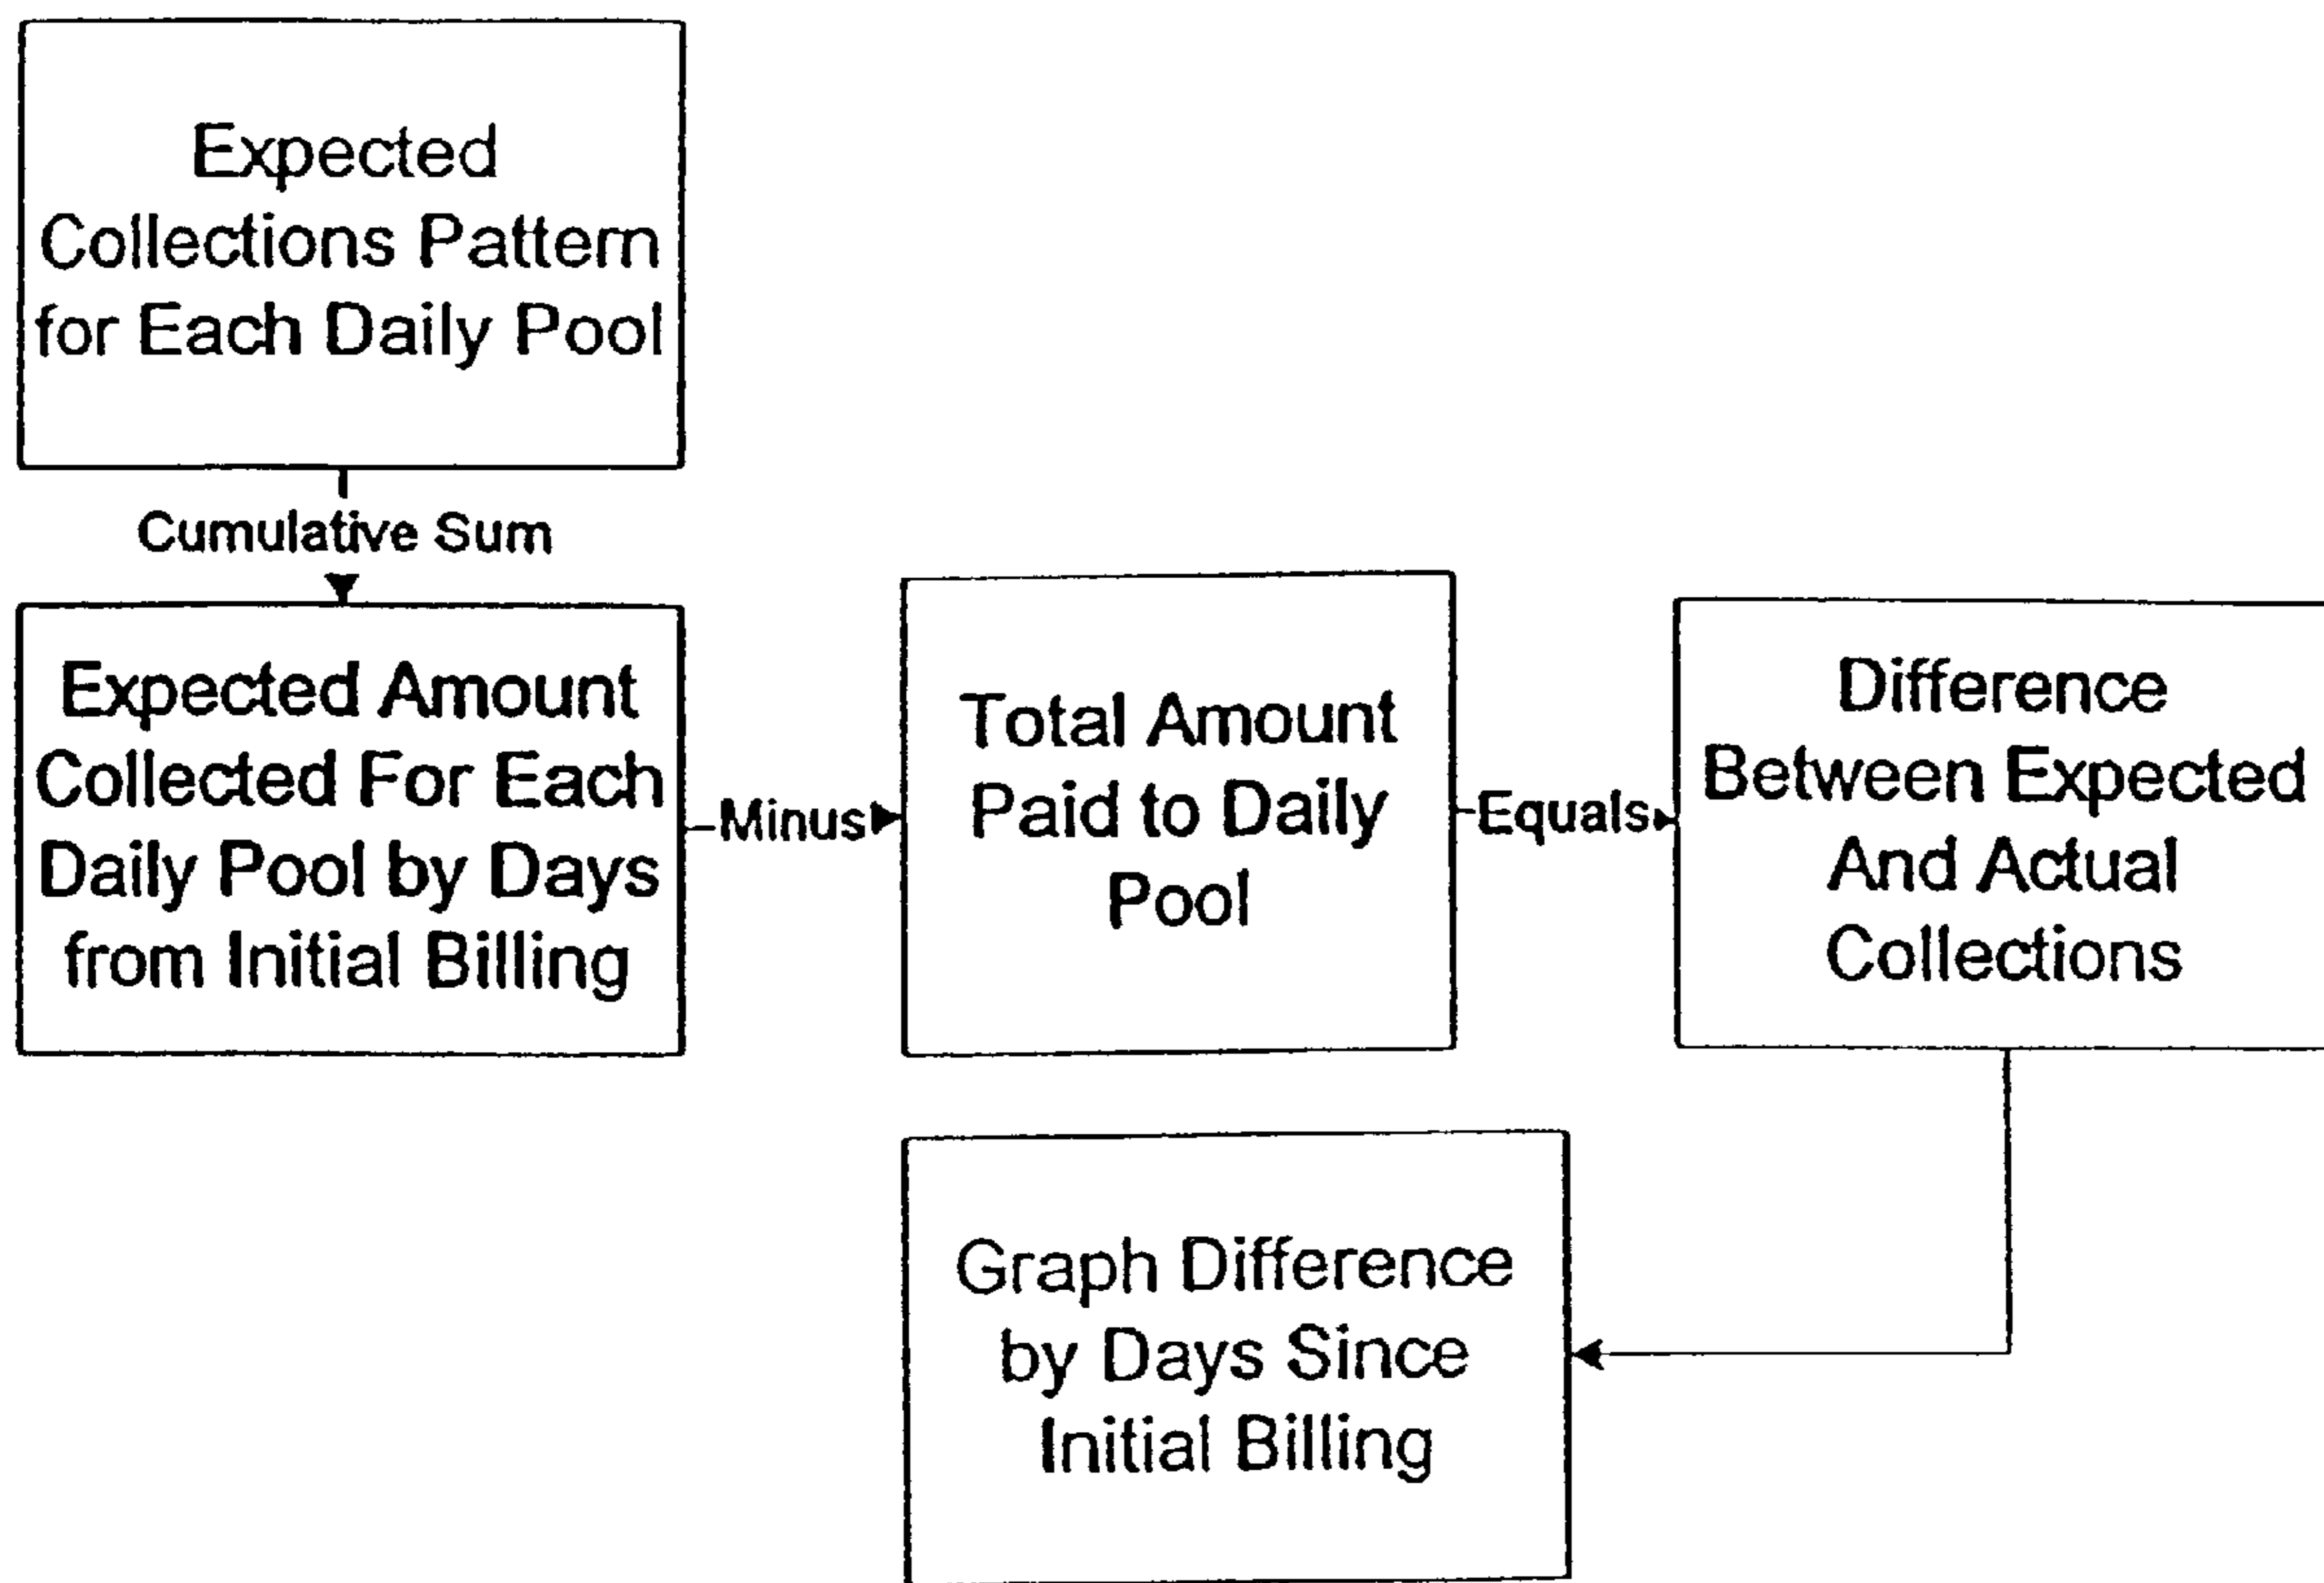 Expected
Collections Pattern
for Each Daily Pool
Cumulative Sum
Expected Amount
Collected For Each
Daily Pool by Days
from Initial Billing
Minus
Total Amount
Paid to Daily
Pool
Equals
Difference
Between Expected
And Actual
Collections
Graph Difference
by Days Since
Initial Billing